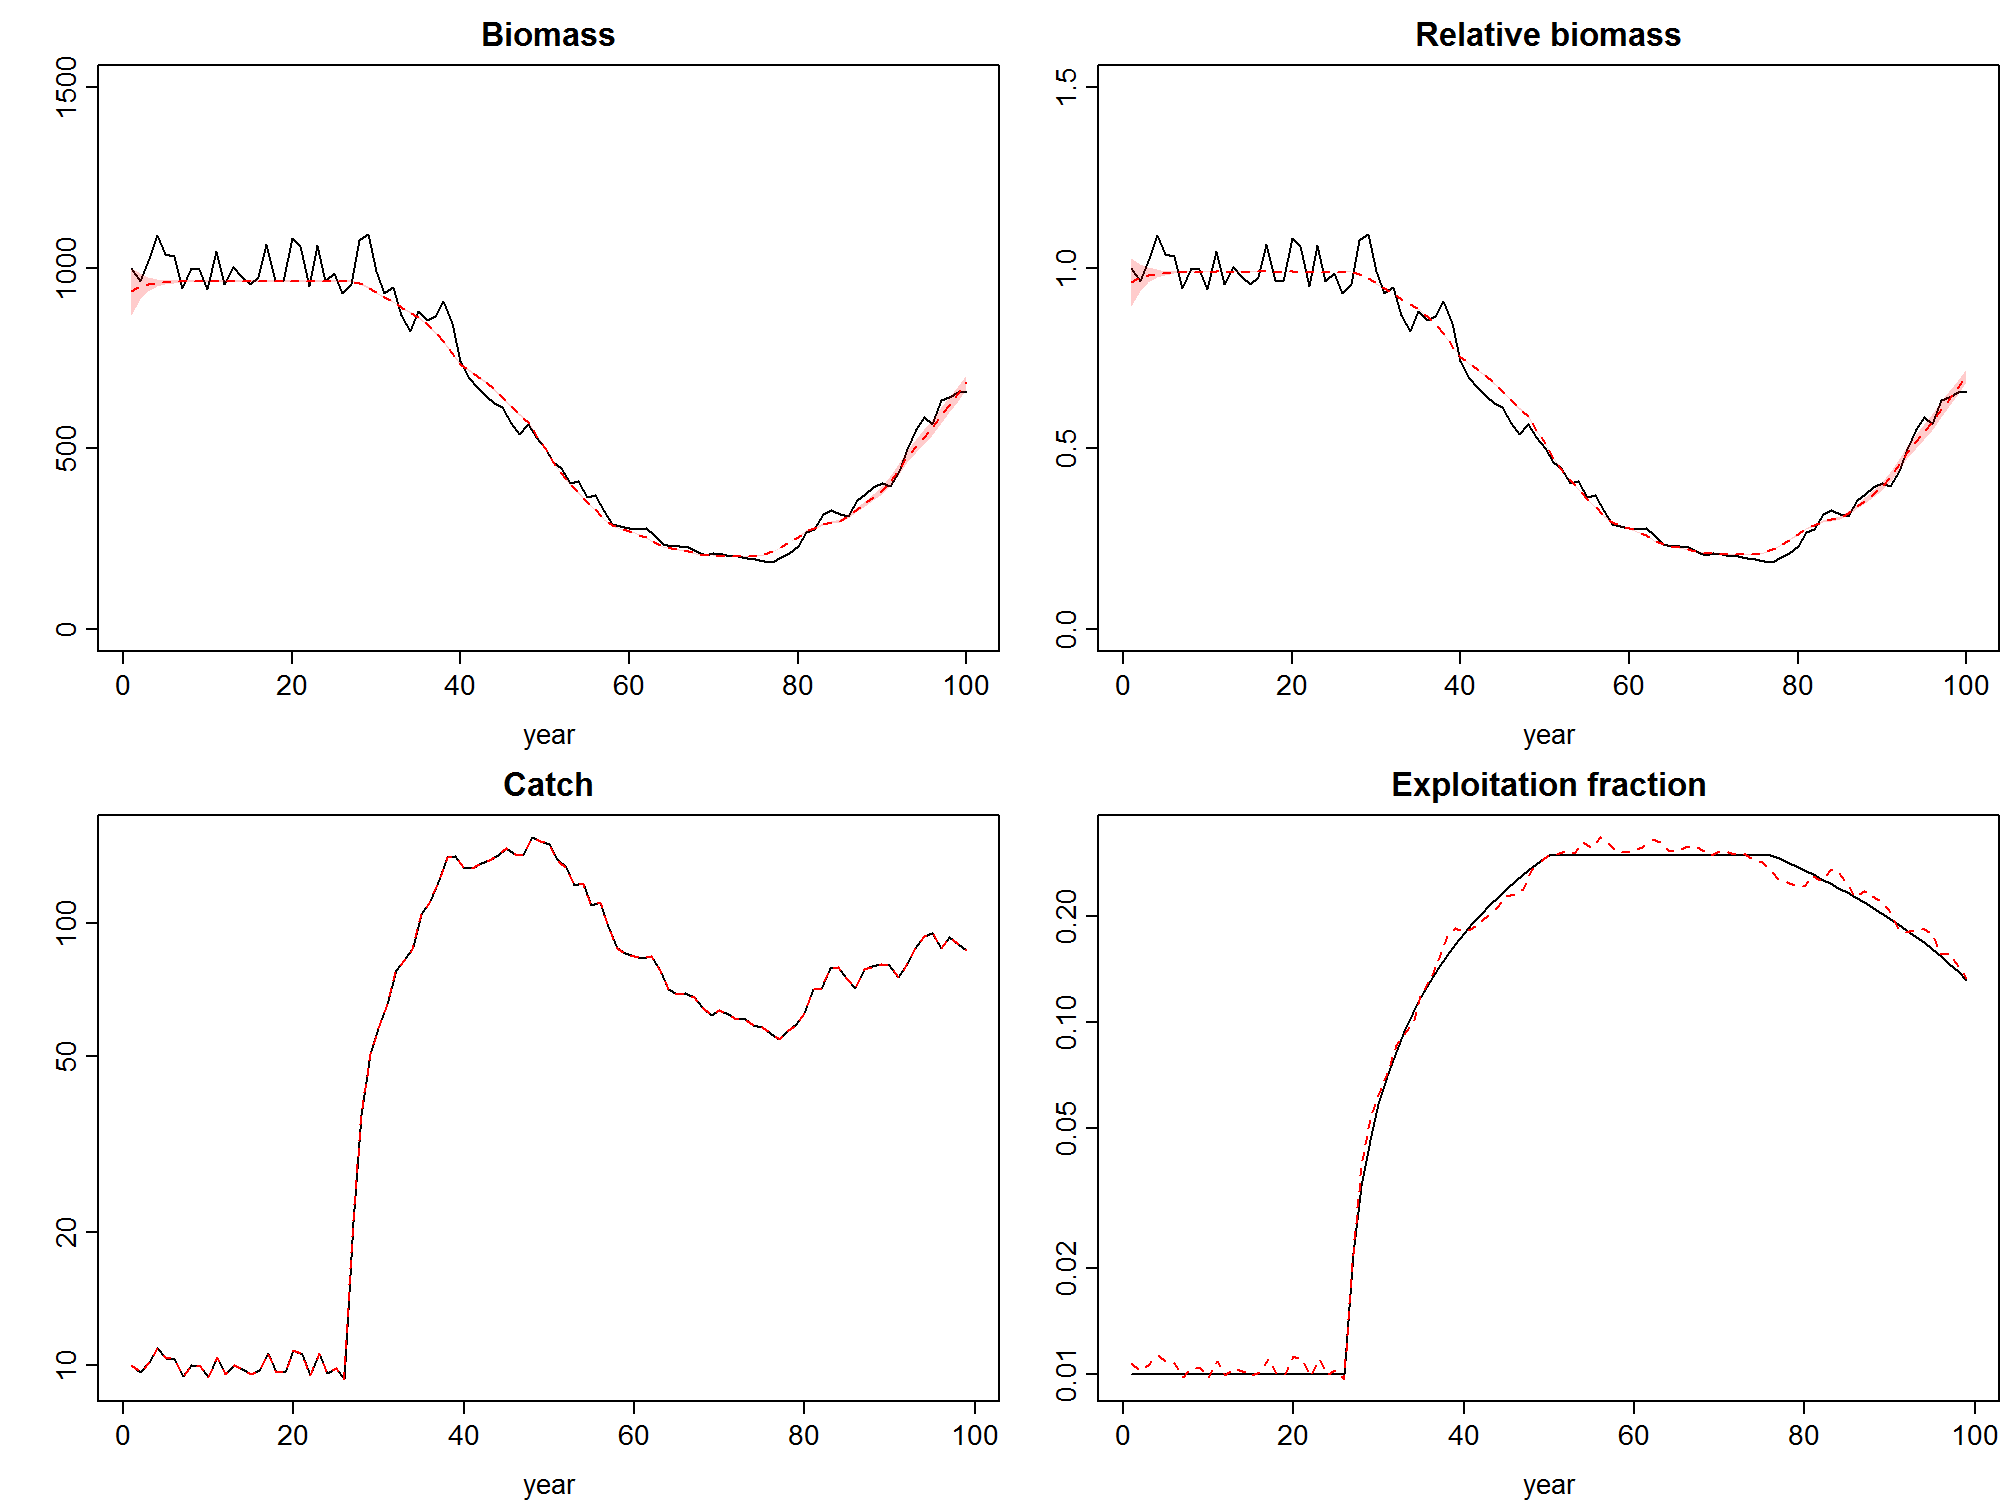 Biomass
1500
1000
500
0
0 20 40 60 80 100
year
Relative biomass
1.5
1.0
0.5
0.0
0 20 40 60 80 100
year
Catch
100
50
20
10
0 20 40 60 80 100
year
Exploitation fraction
0.20
0.10
0.05
0.02
0.01
0 20 40 60 80 100
year